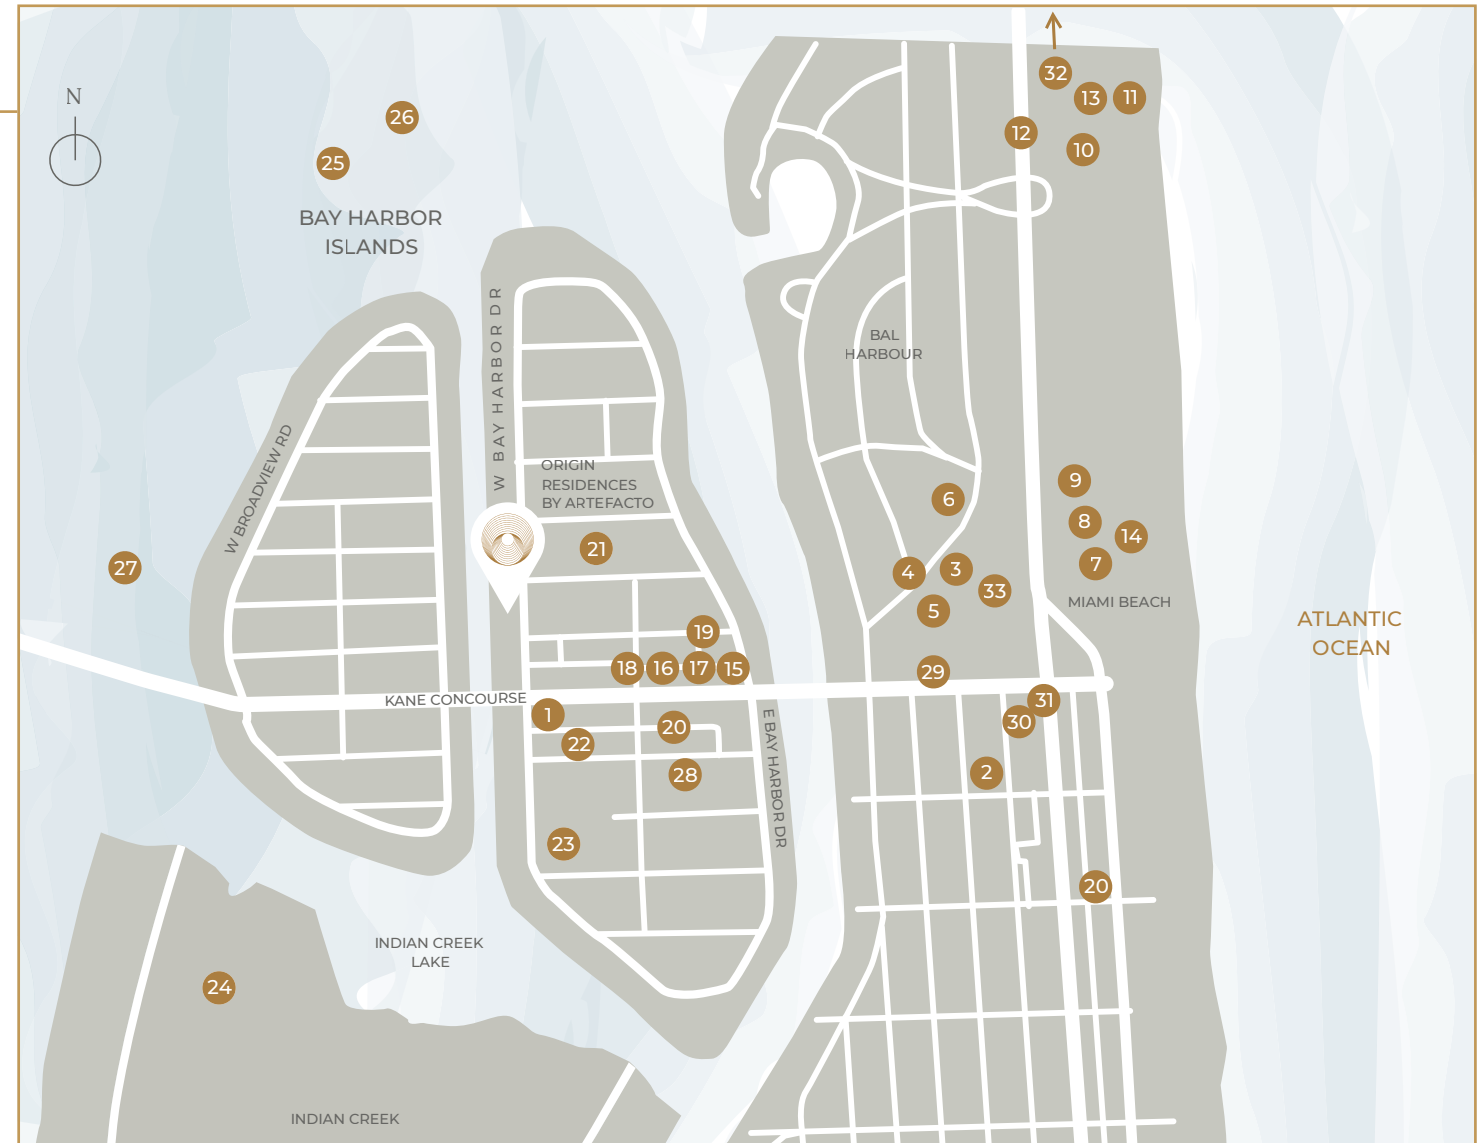 N
32
13
11
12
10
26
25
BAY HARBOR
ISLANDS
W BAY HARBOR DR
BAL
HARBOUR
W BROADVIEW RD
ORIGIN
RESIDENCES
BY ARTEFACTO
9
6
8
14
7
21
27
4
3
33
5
MIAMI BEACH
ATLANTIC
OCEAN
19
18
16
17
15
29
KANE CONCOURSE
31
1
30
20
22
E BAY HARBOR DR
2
28
23
20
INDIAN CREEK
LAKE
24
INDIAN CREEK